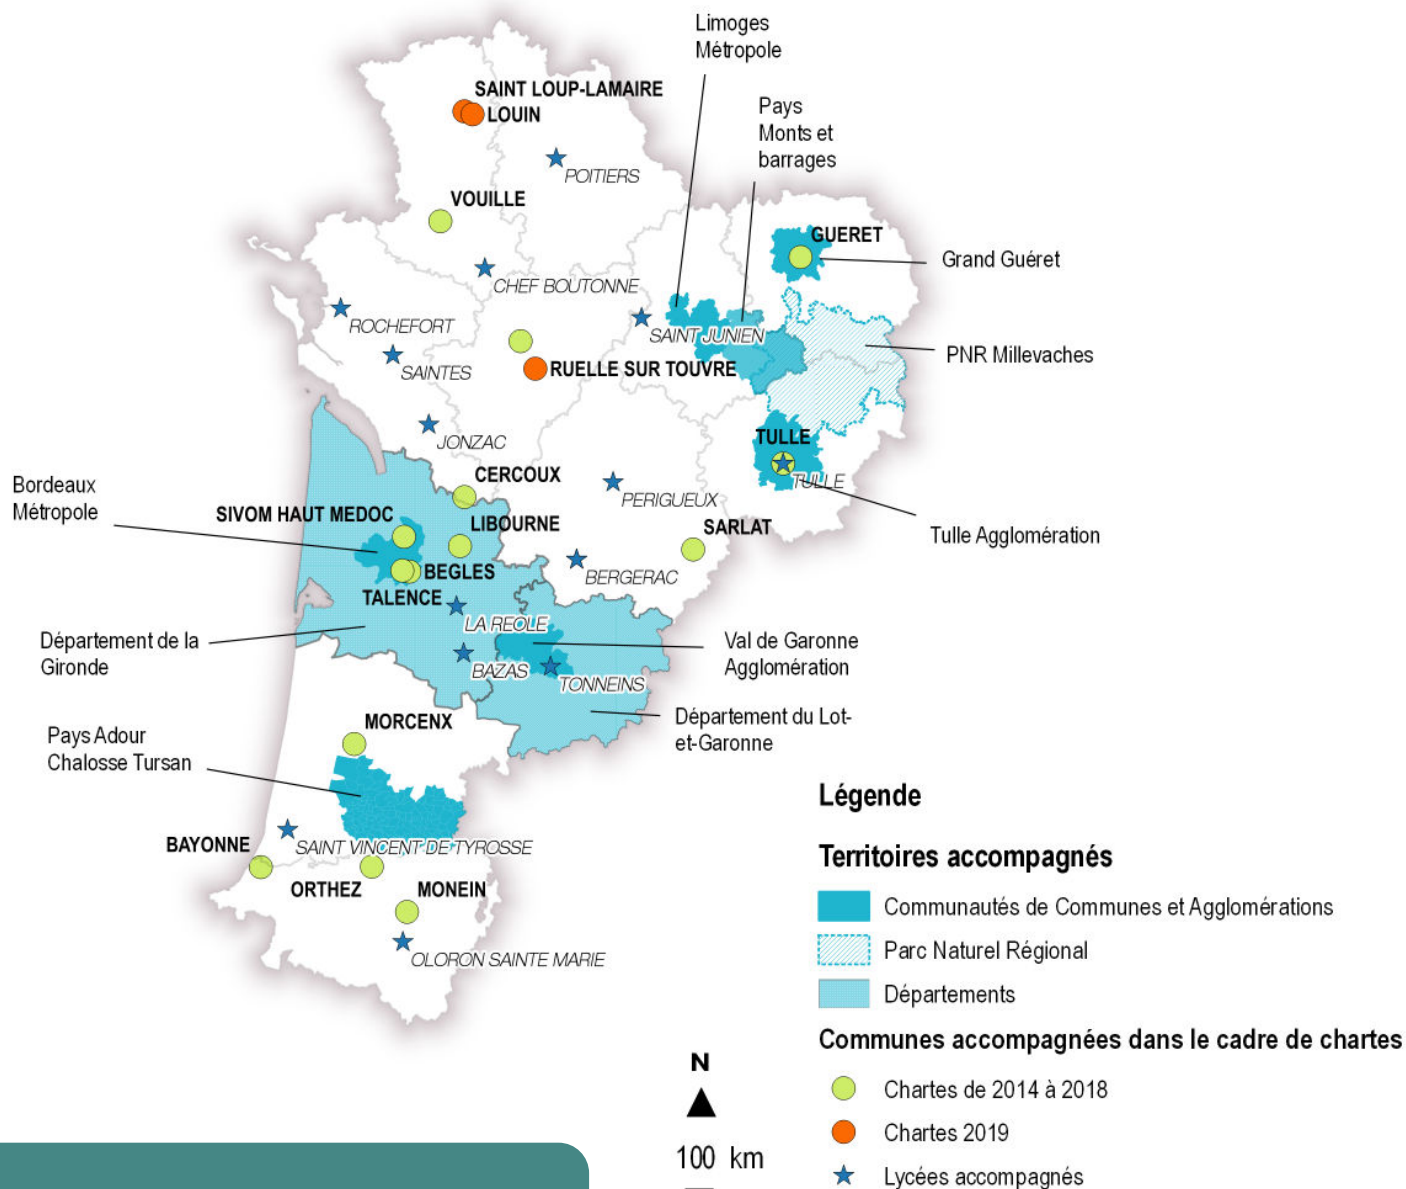 Limoges
Métropole
SAINT LOUP-LAMAIRE
LOUIN
Pays
Monts et
barrages
POITIERS
VOUILLE
GUERET
Grand Guéret
CHEF BOUTONNE
ROCHEFORT
SAINT JUNIEN
PNR Millevaches
SAINTES
RUELLE SUR TOUVRE
JONZAC
TULLE
TULLE
CERCOUX
Bordeaux
Métropole
PERIGUEUX
SIVOM HAUT MEDOC
LIBOURNE
SARLAT
Tulle Agglomération
BEGLES
BERGERAC
TALENCE
LA REOLE
Département de la
Gironde
Val de Garonne
Agglomération
BAZAS
TONNEINS
MORCENX
Département du Lot-
et-Garonne
Pays Adour
Chalosse Tursan
BAYONNE
SAINT VINCENT DE TYROSSE
ORTHEZ
MONEIN
OLORON SAINTE MARIE
Légende
Territoires accompagnés
Communautés de Communes et Agglomérations
Parc Naturel Régional
Départements
Communes accompagnées dans le cadre de chartes
Chartes de 2014 à 2018
Chartes 2019
Lycées accompagnés
N
100 km